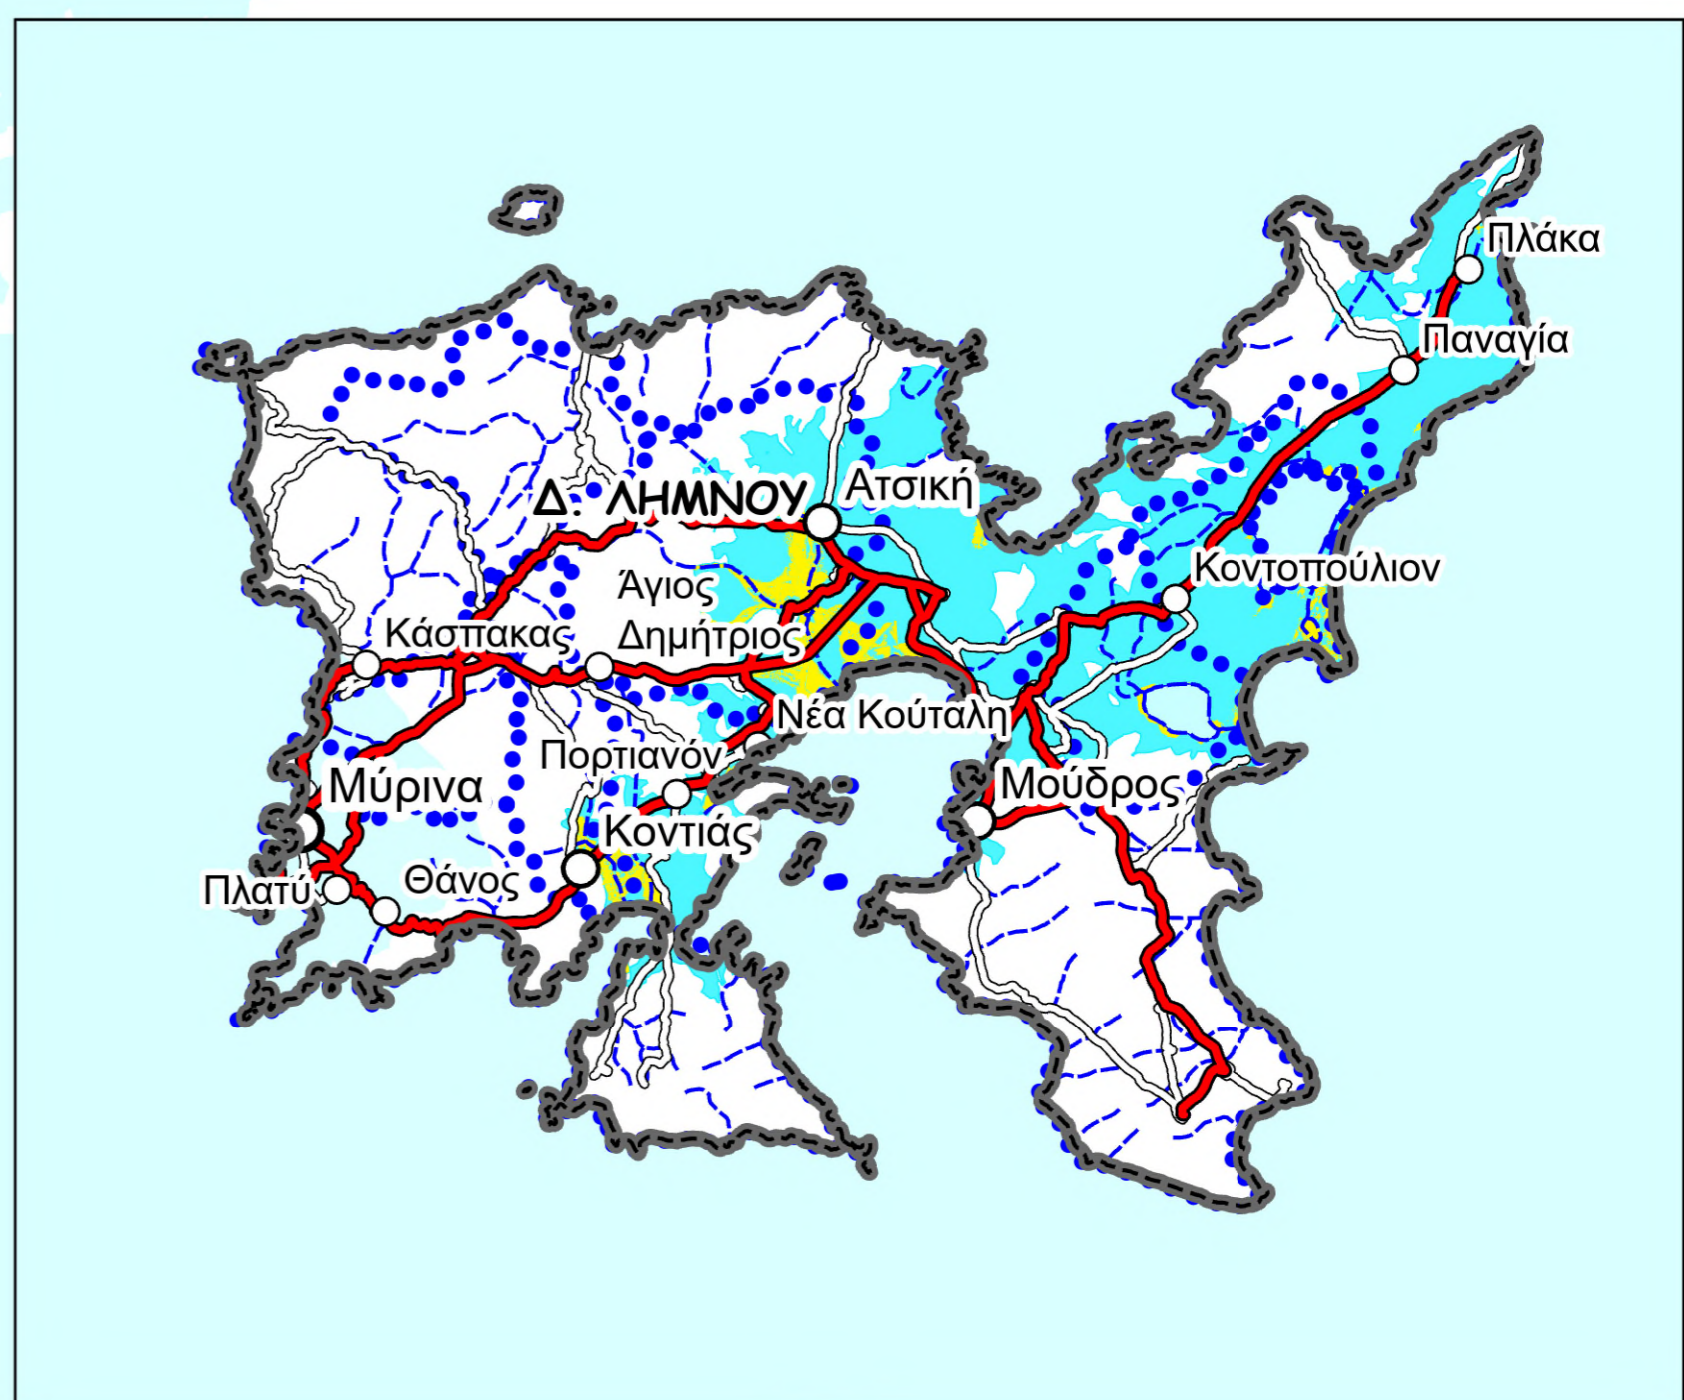 Πλάκα
Παναγία
Δ. ΛΗΜΝΟΥ
Ατσική
Κοντοπούλιον
Άγιος
Δημήτριος
Κάσπακας
Νέα Κούταλη
Πορτιανόν
Μύρινα
Μούδρος
Κοντιάς
Θάνος
Πλατύ